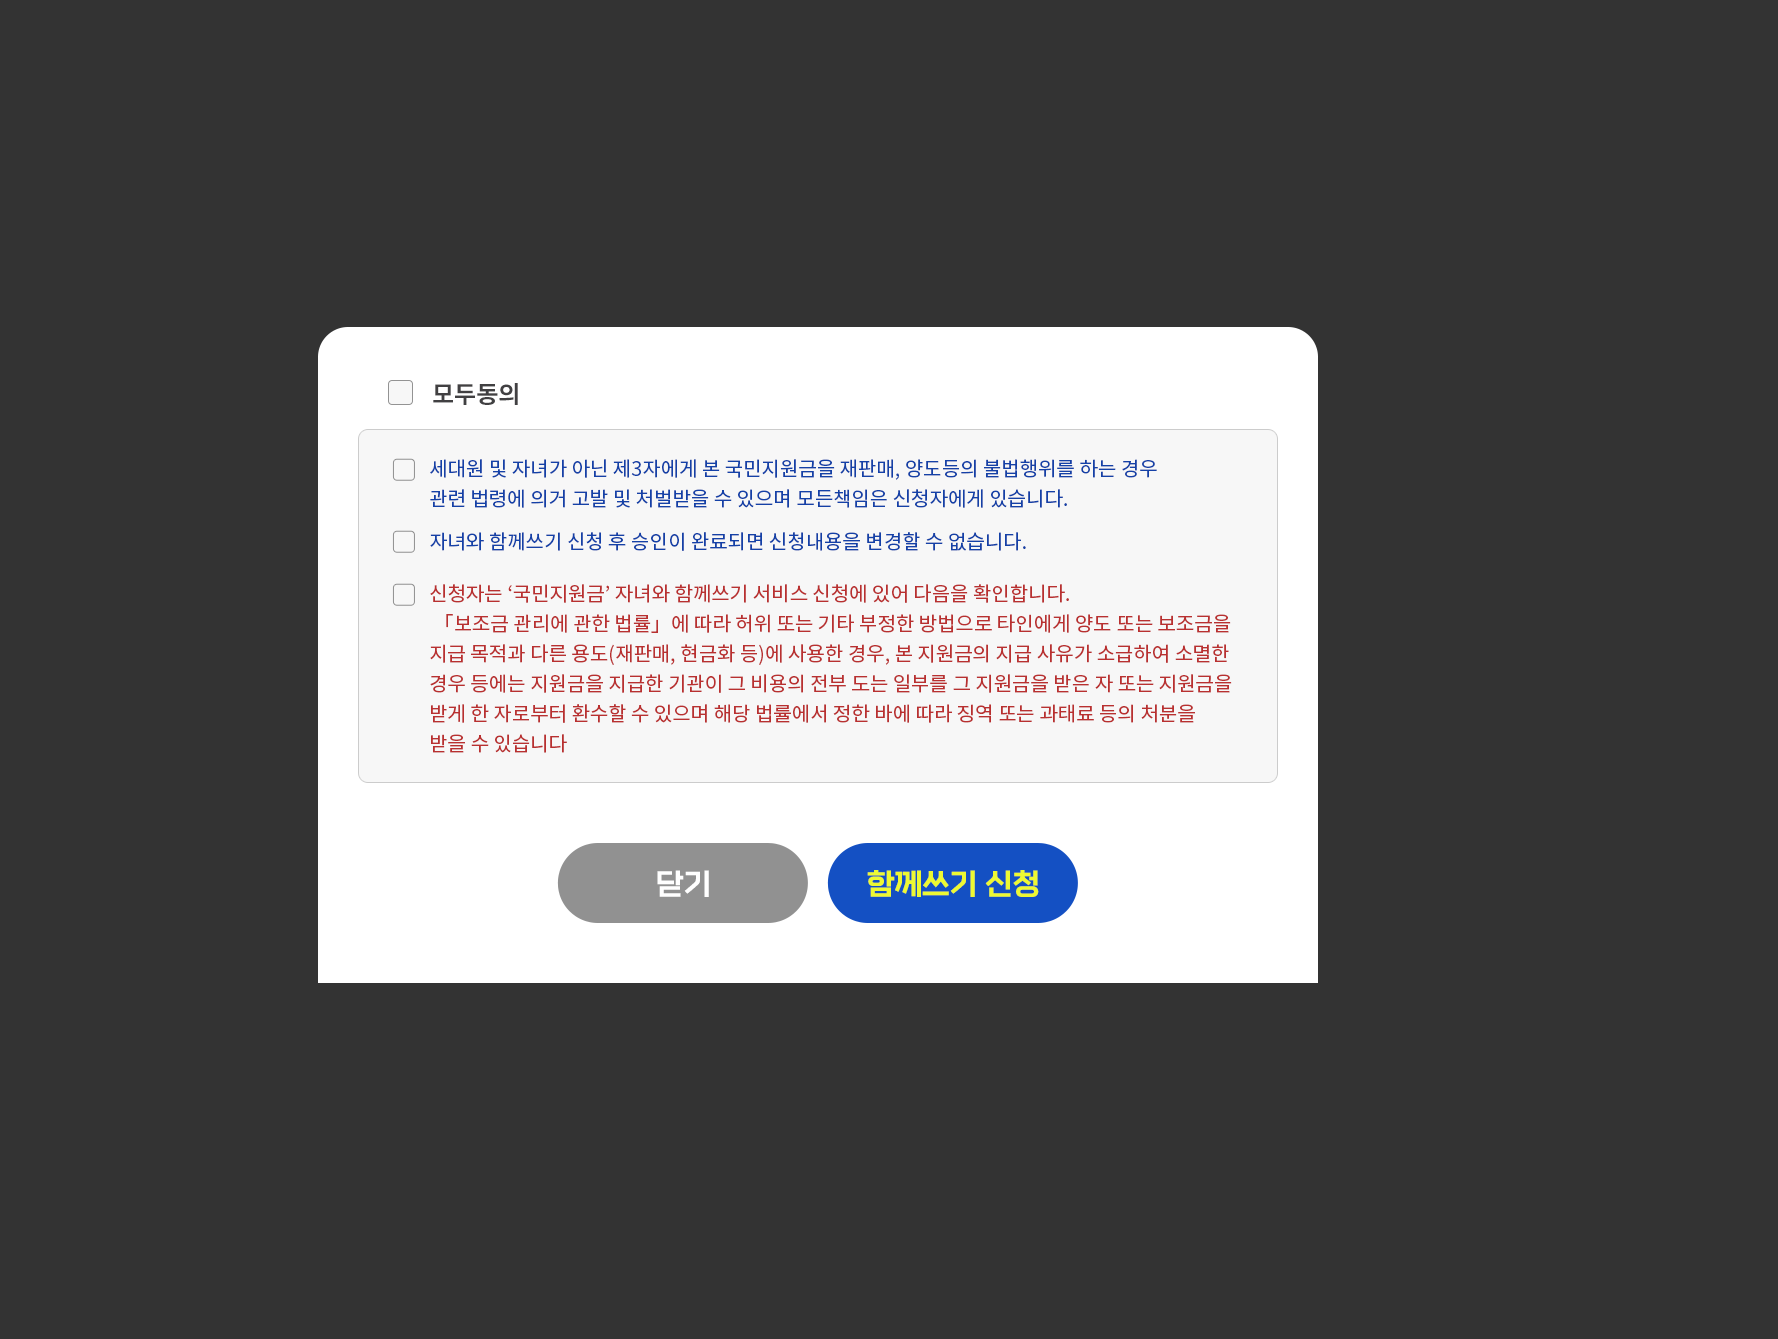 모두동의
세대원 및 자녀가 아닌 제3자에게 본 국민지원금을 재판매, 양도등의 불법행위를 하는 경우
관련 법령에 의거 고발 및 처벌받을 수 있으며 모든책임은 신청자에게 있습니다.
자녀와 함께쓰기 신청 후 승인이 완료되면 신청내용을 변경할 수 없습니다.
신청자는 ‘국민지원금’ 자녀와 함께쓰기 서비스 신청에 있어 다음을 확인합니다.
「보조금 관리에 관한 법률」에 따라 허위 또는 기타 부정한 방법으로 타인에게 양도 또는 보조금을
지급 목적과 다른 용도(재판매, 현금화 등)에 사용한 경우, 본 지원금의 지급 사유가 소급하여 소멸한
경우 등에는 지원금을 지급한 기관이 그 비용의 전부 도는 일부를 그 지원금을 받은 자 또는 지원금을
받게 한 자로부터 환수할 수 있으며 해당 법률에서 정한 바에 따라 징역 또는 과태료 등의 처분을
받을 수 있습니다
닫기
함께쓰기 신청